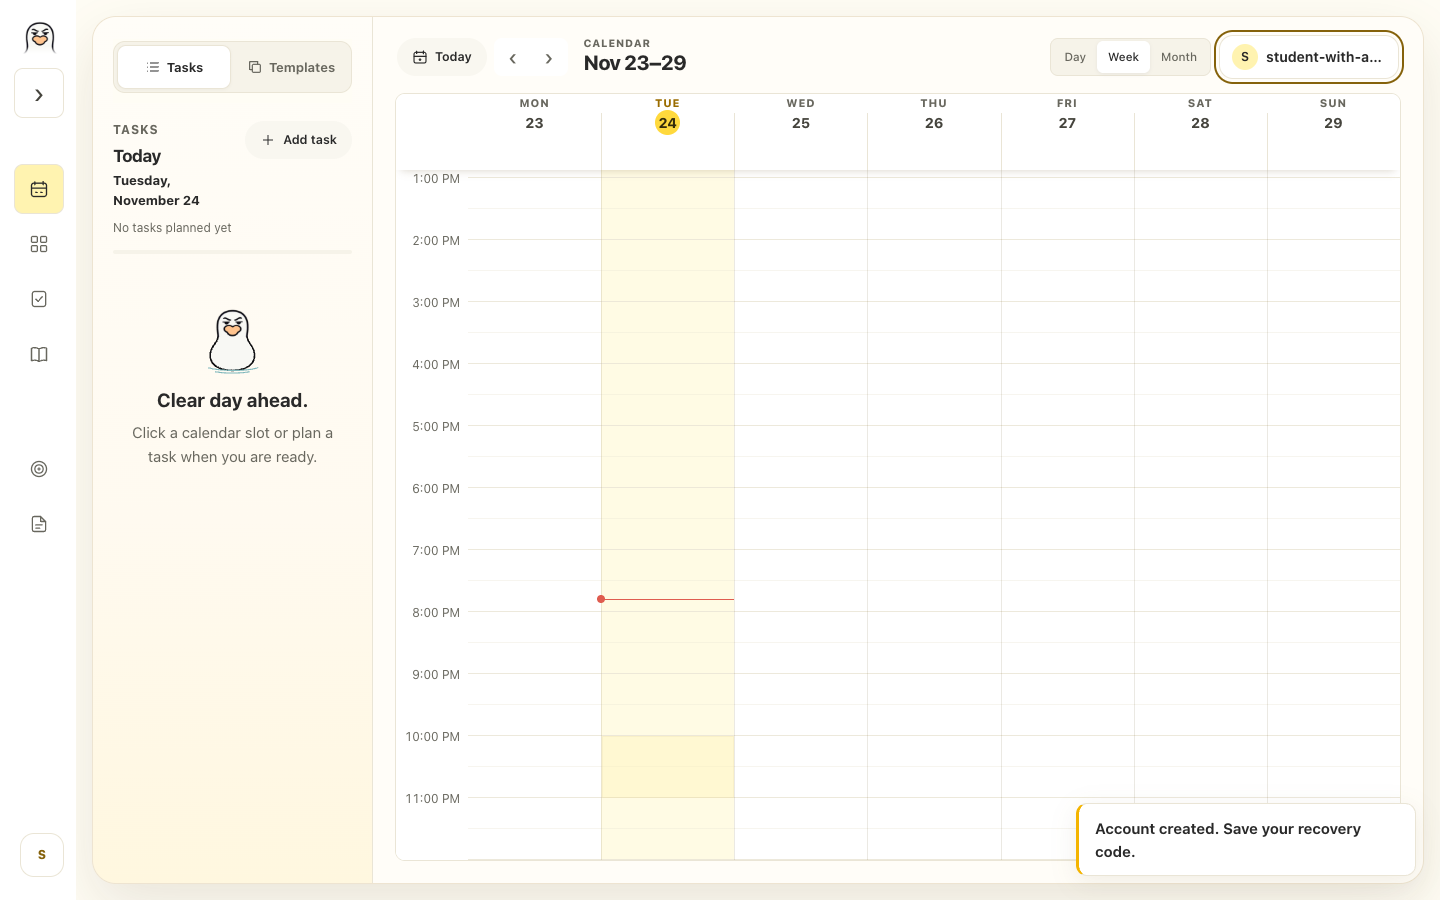 Tasks
Templates
TASKS
Add task
Today
Tuesday,
November 24
No tasks planned yet
Clear day ahead.
Click a calendar slot or plan a
task when you are ready.
S
Today
CALENDAR
Nov 23–29
Day
Week
Month
S
student-with-a...
MON
TUE
WED
THU
FRI
SAT
SUN
23
24
25
26
27
28
29
1:00 PM
2:00 PM
3:00 PM
4:00 PM
5:00 PM
6:00 PM
7:00 PM
8:00 PM
9:00 PM
10:00 PM
11:00 PM
Account created. Save your recovery
code.